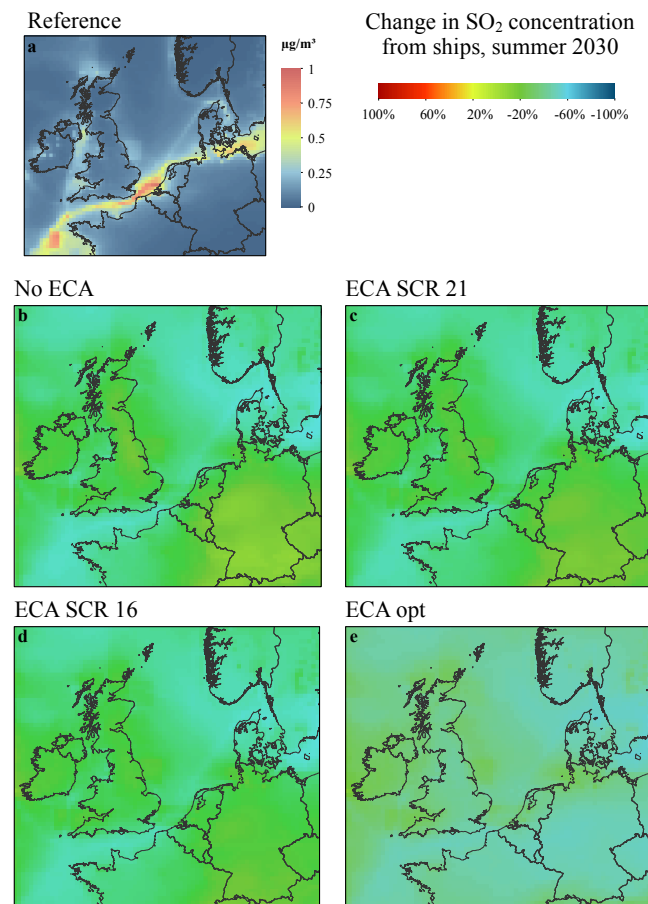 Reference
Change in SO₂ concentration
from ships, summer 2030
a
µg/m³
1
0.75
0.5
0.25
0
100% 60% 20% -20% -60% -100%
No ECA
ECA SCR 21
b
c
ECA SCR 16
ECA opt
d
e